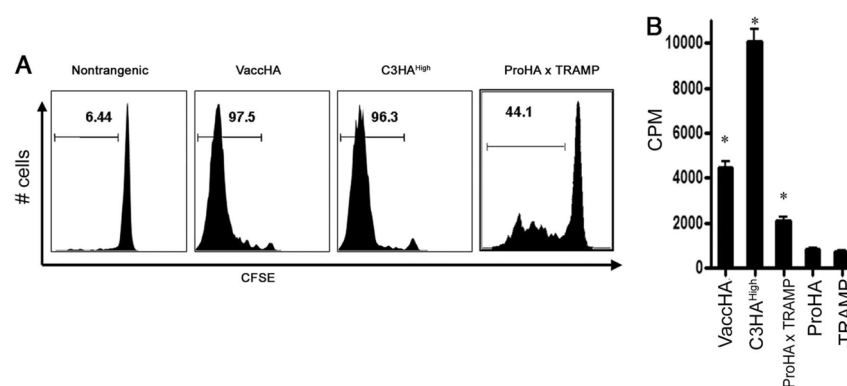 A
Nontrangenic
VaccHA
C3HA^High
ProHA x TRAMP
6.44
97.5
96.3
44.1
# cells
CFSE
B
10000
8000
6000
4000
2000
0
CPM
*
*
*
VaccHA
C3HA^High
ProHA x TRAMP
ProHA
TRAMP